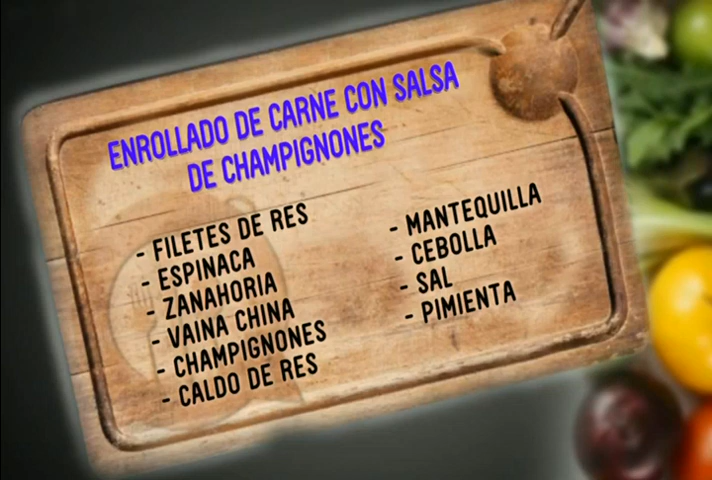 ENROLLADO DE CARNE CON SALSA
DE CHAMPIGNONES
- FILETES DE RES
- ESPINACA
- ZANAHORIA
- VAINA CHINA
- CHAMPIGNONES
- CALDO DE RES
- MANTEQUILLA
- CEBOLLA
- SAL
- PIMIENTA